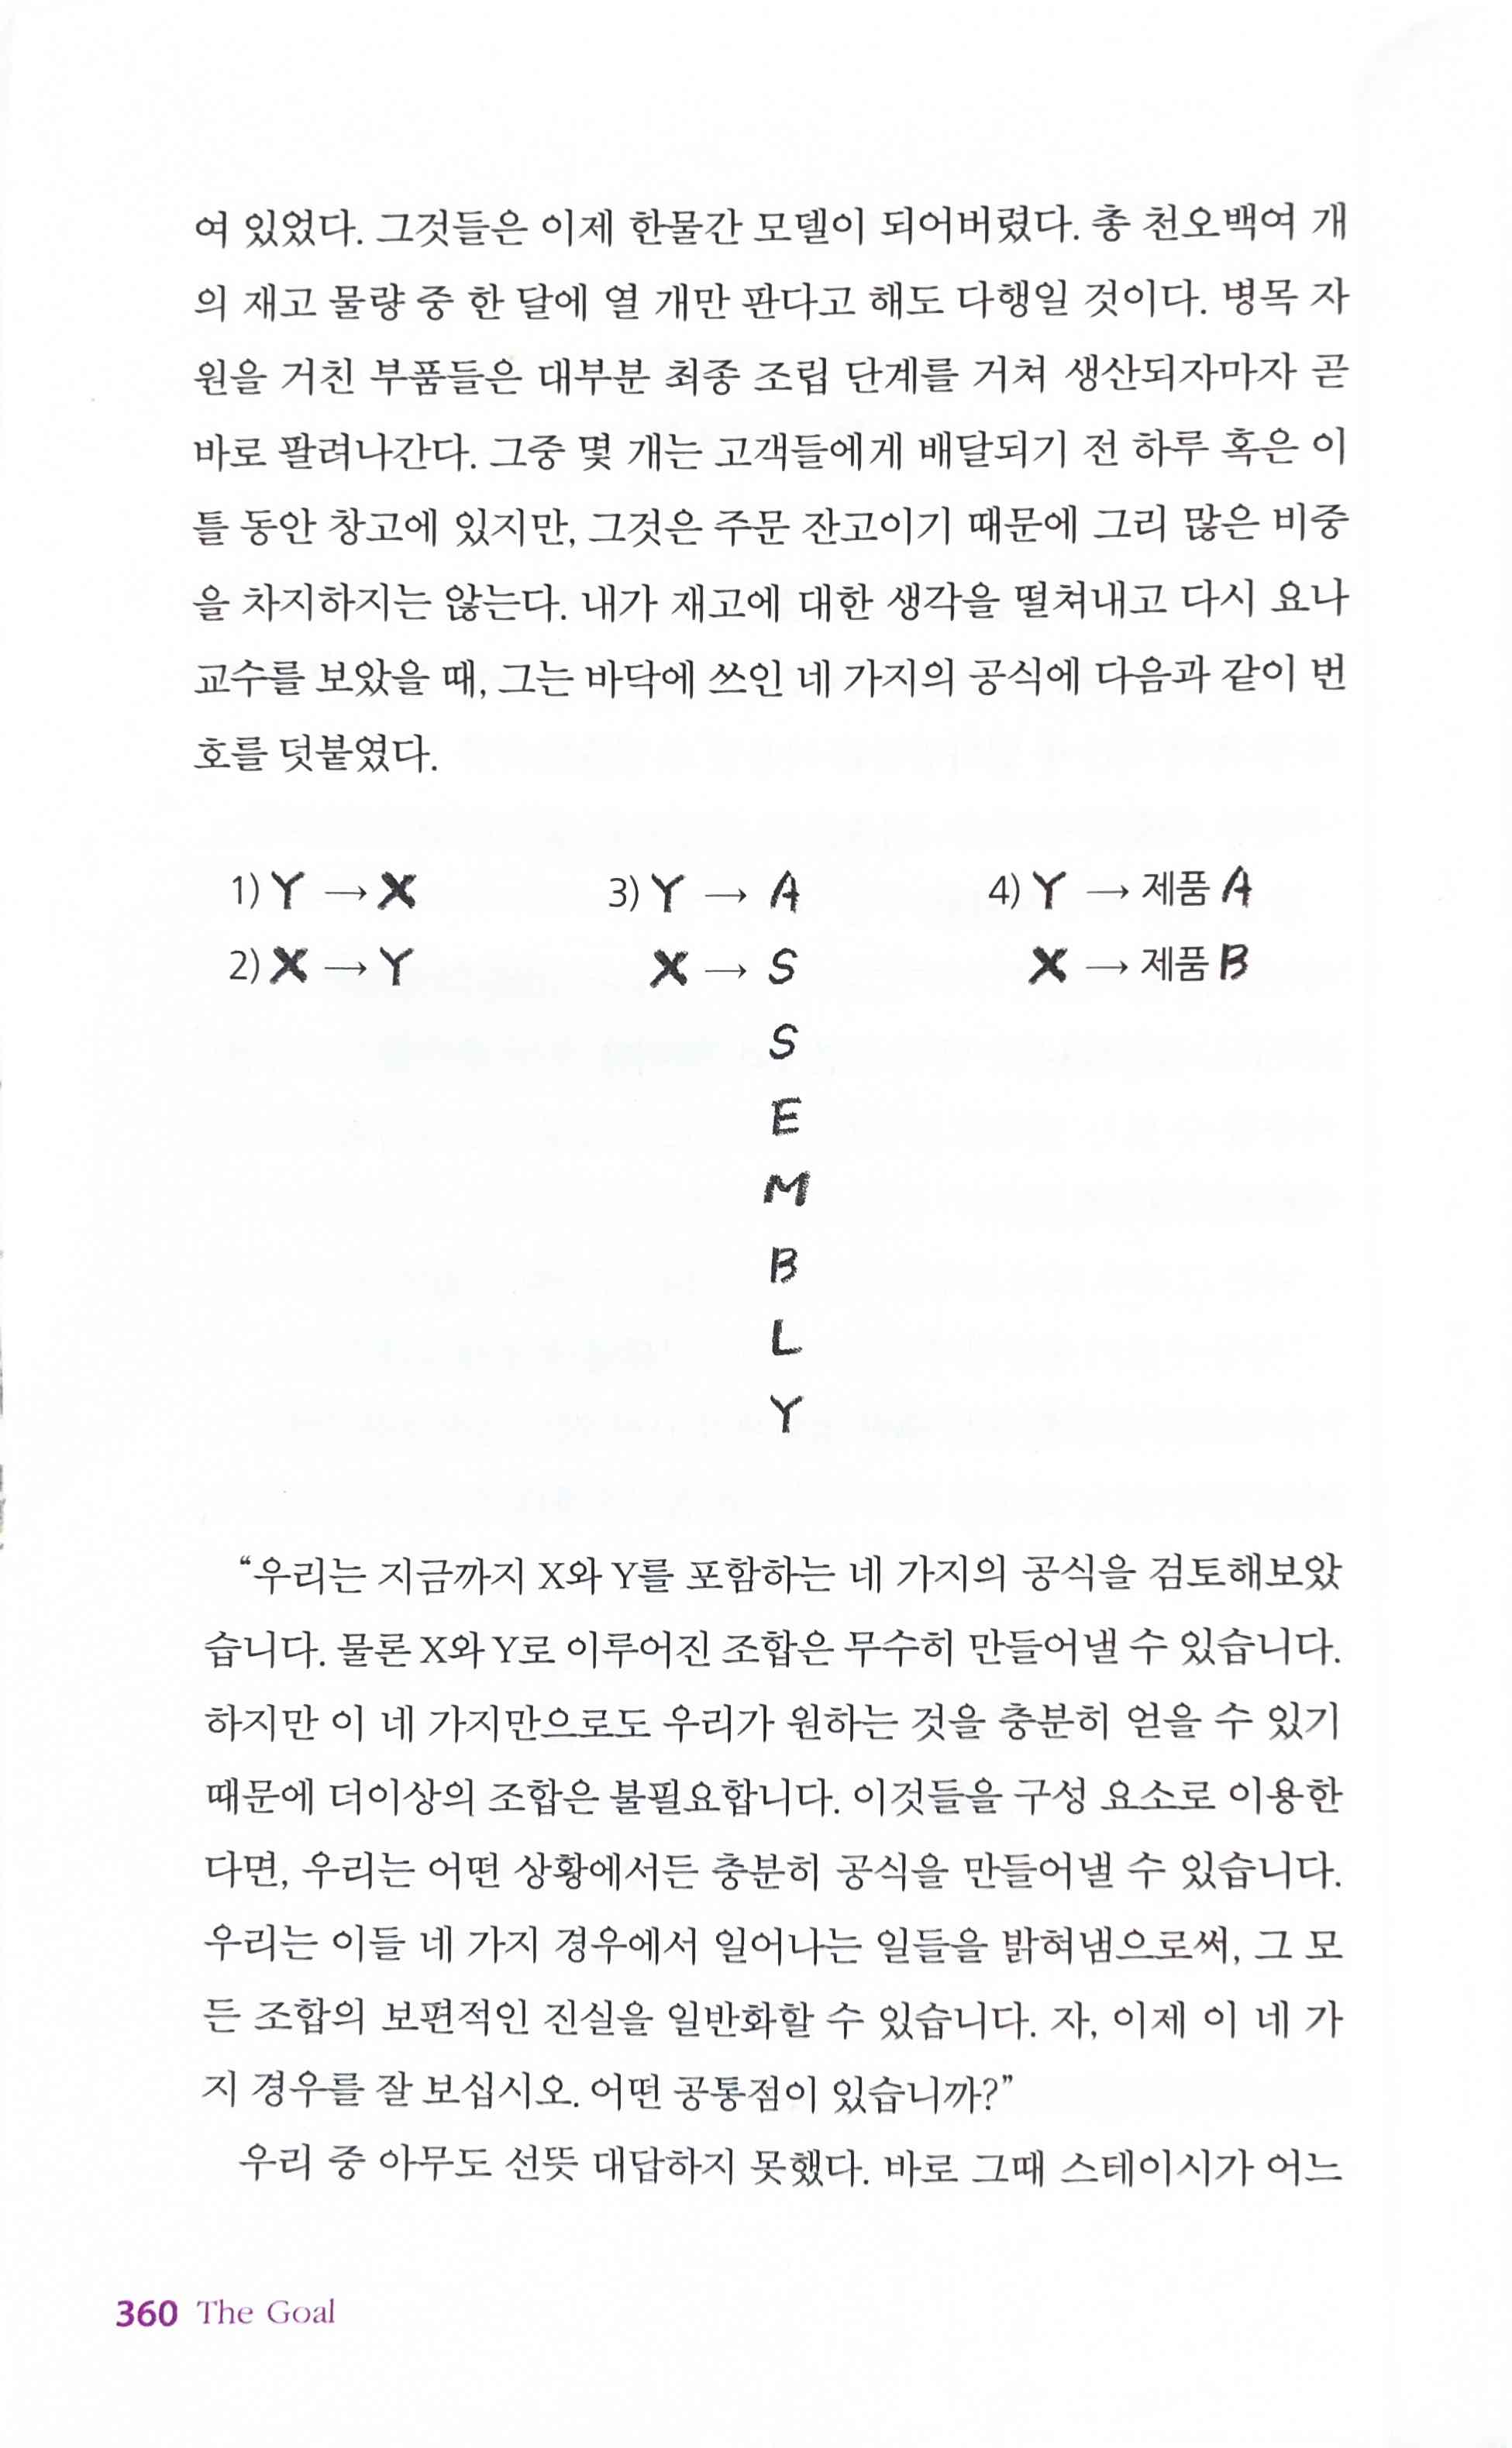 여 있었다. 그것들은 이제 한물간 모델이 되어버렸다. 총 천오백여 개
의 재고 물량 중 한 달에 열 개만 판다고 해도 다행일 것이다. 병목 자
원을 거친 부품들은 대부분 최종 조립 단계를 거쳐 생산되자마자 곧
바로 팔려나간다. 그중 몇 개는 고객들에게 배달되기 전 하루 혹은 이
틀 동안 창고에 있지만, 그것은 주문 잔고이기 때문에 그리 많은 비중
을 차지하지는 않는다. 내가 재고에 대한 생각을 떨쳐내고 다시 요나
교수를 보았을 때, 그는 바닥에 쓰인 네 가지의 공식에 다음과 같이 번
호를 덧붙였다.
1) Y → X 3) Y → A 4) Y → 제품 A
2) X → Y X → S X → 제품 B
S
E
M
B
L
Y
“우리는 지금까지 X와 Y를 포함하는 네 가지의 공식을 검토해보았
습니다. 물론 X와 Y로 이루어진 조합은 무수히 만들어낼 수 있습니다.
하지만 이 네 가지만으로도 우리가 원하는 것을 충분히 얻을 수 있기
때문에 더이상의 조합은 불필요합니다. 이것들을 구성 요소로 이용한
다면, 우리는 어떤 상황에서든 충분히 공식을 만들어낼 수 있습니다.
우리는 이들 네 가지 경우에서 일어나는 일들을 밝혀냄으로써, 그 모
든 조합의 보편적인 진실을 일반화할 수 있습니다. 자, 이제 이 네 가
지 경우를 잘 보십시오. 어떤 공통점이 있습니까?”
우리 중 아무도 선뜻 대답하지 못했다. 바로 그때 스테이시가 어느
360 The Goal